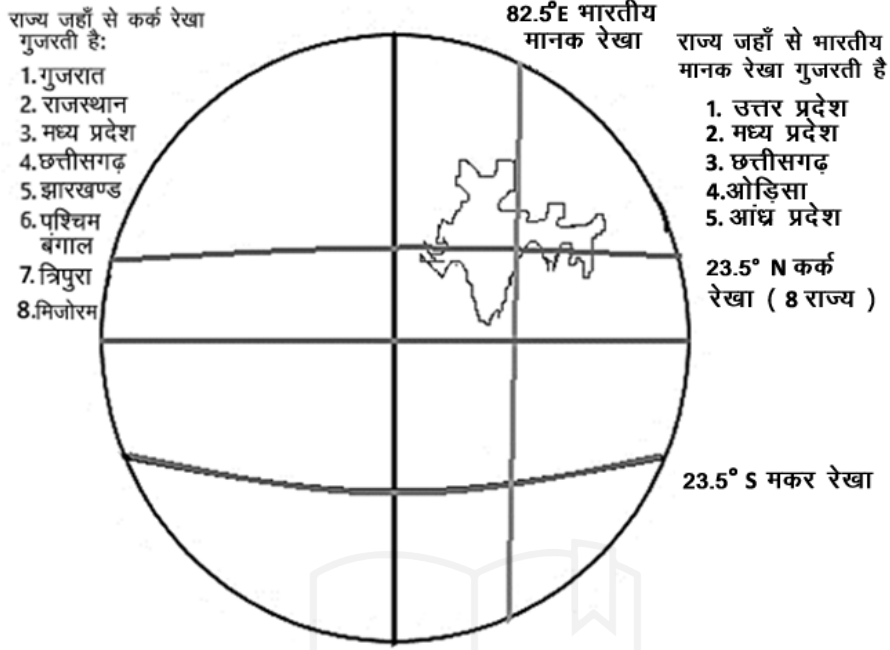 राज्य जहाँ से कर्क रेखा
गुजरती है:
1. गुजरात
2. राजस्थान
3. मध्य प्रदेश
4. छत्तीसगढ़
5. झारखण्ड
6. पश्चिम
बंगाल
7. त्रिपुरा
8. मिजोरम
82.5°E भारतीय
मानक रेखा
राज्य जहाँ से भारतीय
मानक रेखा गुजरती है
1. उत्तर प्रदेश
2. मध्य प्रदेश
3. छत्तीसगढ़
4.ओड़िसा
5. आंध्र प्रदेश
23.5° N कर्क
रेखा ( 8 राज्य )
23.5° S मकर रेखा